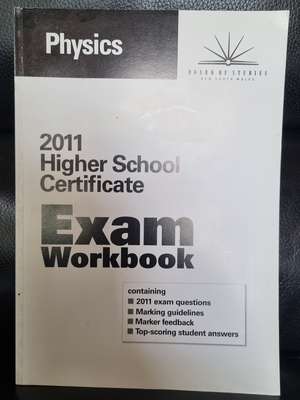 Physics
BOARD OF STUDIES
NEW SOUTH WALES
2011
Higher School
Certificate
Exam
Workbook
containing
2011 exam questions
Marking guidelines
Marker feedback
Top-scoring student answers